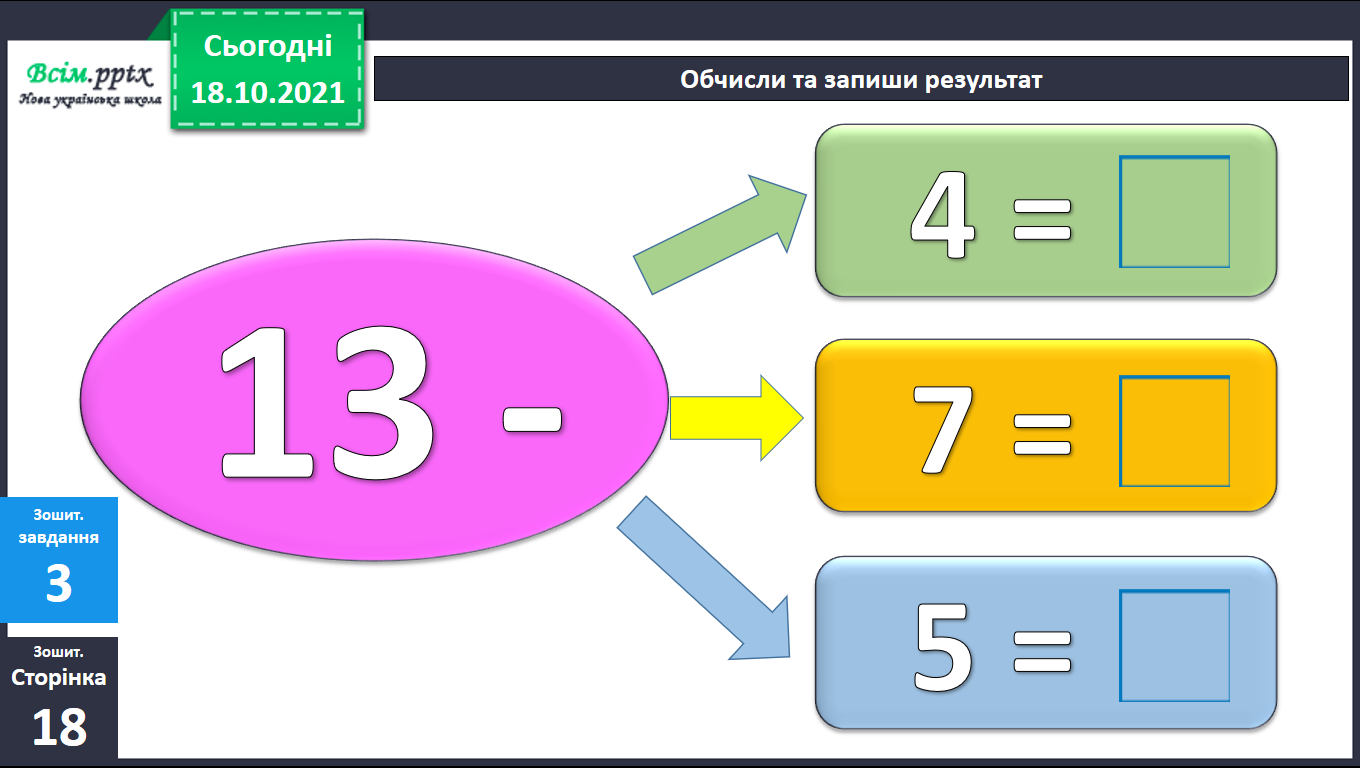 Всім.pptx
Нова українська школа
Сьогодні
18.10.2021
Обчисли та запиши результат
13 -
4 =
7 =
5 =
Зошит.
завдання
3
Зошит.
Сторінка
18